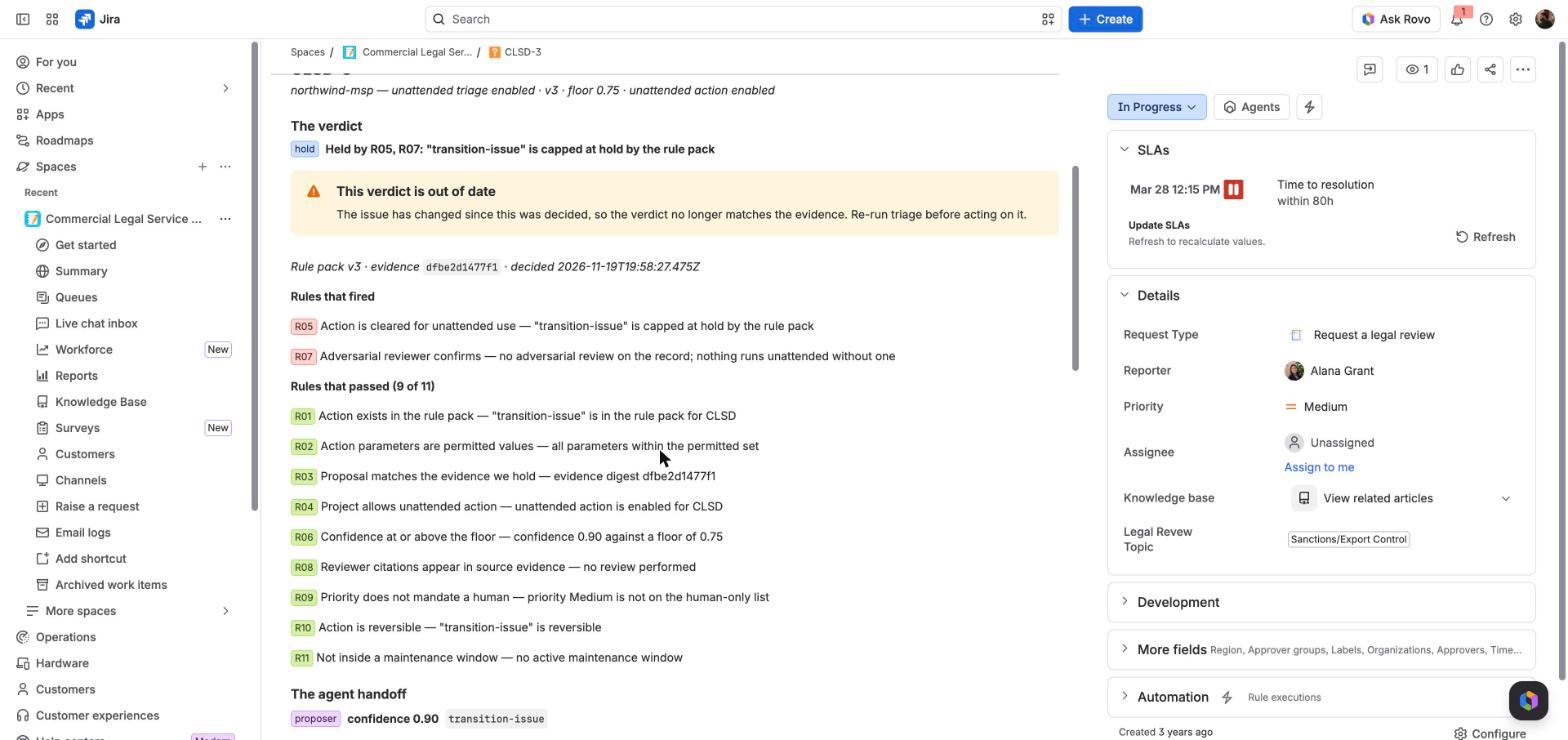 Jira
Search
Create
Ask Rovo
1
For you
Recent
Apps
Roadmaps
Spaces
Recent
Commercial Legal Service ...
Get started
Summary
Queues
Live chat inbox
Workforce
New
Reports
Knowledge Base
Surveys
New
Customers
Channels
Raise a request
Email logs
Add shortcut
Archived work items
More spaces
Operations
Hardware
Customers
Customer experiences
Spaces / Commercial Legal Ser... / CLSD-3
northwind-msp — unattended triage enabled · v3 · floor 0.75 · unattended action enabled
The verdict
hold Held by R05, R07: "transition-issue" is capped at hold by the rule pack
This verdict is out of date
The issue has changed since this was decided, so the verdict no longer matches the evidence. Re-run triage before acting on it.
Rule pack v3 · evidence dfbe2d1477f1 · decided 2026-11-19T19:58:27.475Z
Rules that fired
R05 Action is cleared for unattended use — "transition-issue" is capped at hold by the rule pack
R07 Adversarial reviewer confirms — no adversarial review on the record; nothing runs unattended without one
Rules that passed (9 of 11)
R01 Action exists in the rule pack — "transition-issue" is in the rule pack for CLSD
R02 Action parameters are permitted values — all parameters within the permitted set
R03 Proposal matches the evidence we hold — evidence digest dfbe2d1477f1
R04 Project allows unattended action — unattended action is enabled for CLSD
R06 Confidence at or above the floor — confidence 0.90 against a floor of 0.75
R08 Reviewer citations appear in source evidence — no review performed
R09 Priority does not mandate a human — priority Medium is not on the human-only list
R10 Action is reversible — "transition-issue" is reversible
R11 Not inside a maintenance window — no active maintenance window
The agent handoff
proposer confidence 0.90 transition-issue
1
In Progress
Agents
SLAs
Mar 28 12:15 PM
Time to resolution
within 80h
Update SLAs
Refresh to recalculate values.
Refresh
Details
Request Type
Request a legal review
Reporter
Alana Grant
Priority
Medium
Assignee
Unassigned
Assign to me
Knowledge base
View related articles
Legal Revew
Topic
Sanctions/Export Control
Development
More fields Region, Approver groups, Labels, Organizations, Approvers, Time...
Automation
Rule executions
Created 3 years ago
Configure